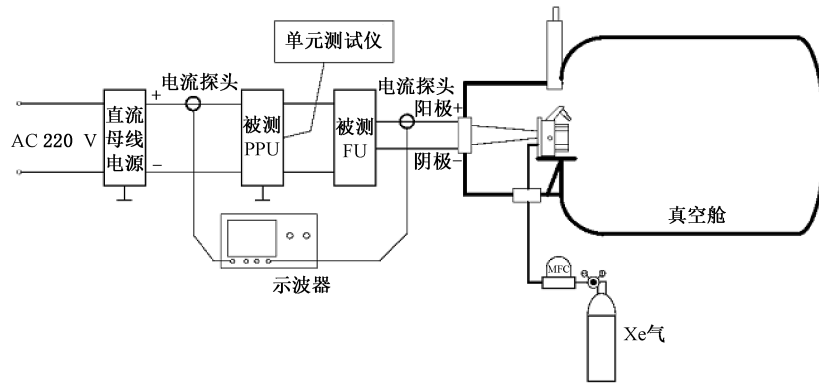 单元测试仪
电流探头
电流探头
阳极+
+
AC 220 V
直流
母线
电源
被测
PPU
被测
FU
−
阴极−
真空舱
示波器
MFC
Xe气